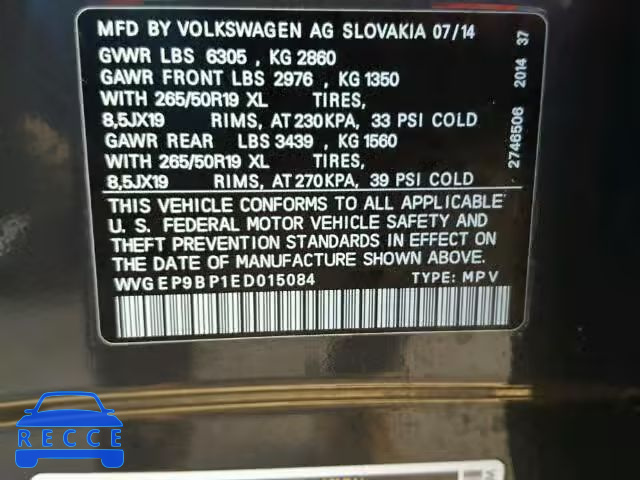 MFD BY VOLKSWAGEN AG SLOVAKIA 07/14
GVWR LBS 6305, KG 2860
GAWR FRONT LBS 2976, KG 1350
WITH 265/50R19 XL TIRES,
8,5JX19 RIMS, AT 230KPA, 33 PSI COLD
GAWR REAR LBS 3439, KG 1560
WITH 265/50R19 XL TIRES,
8,5JX19 RIMS, AT 270KPA, 39 PSI COLD
THIS VEHICLE CONFORMS TO ALL APPLICABLE
U. S. FEDERAL MOTOR VEHICLE SAFETY AND
THEFT PREVENTION STANDARDS IN EFFECT ON
THE DATE OF MANUFACTURE SHOWN ABOVE.
WVGEP9BP1ED015084 TYPE: MPV
2746506 2014 37
RECCE